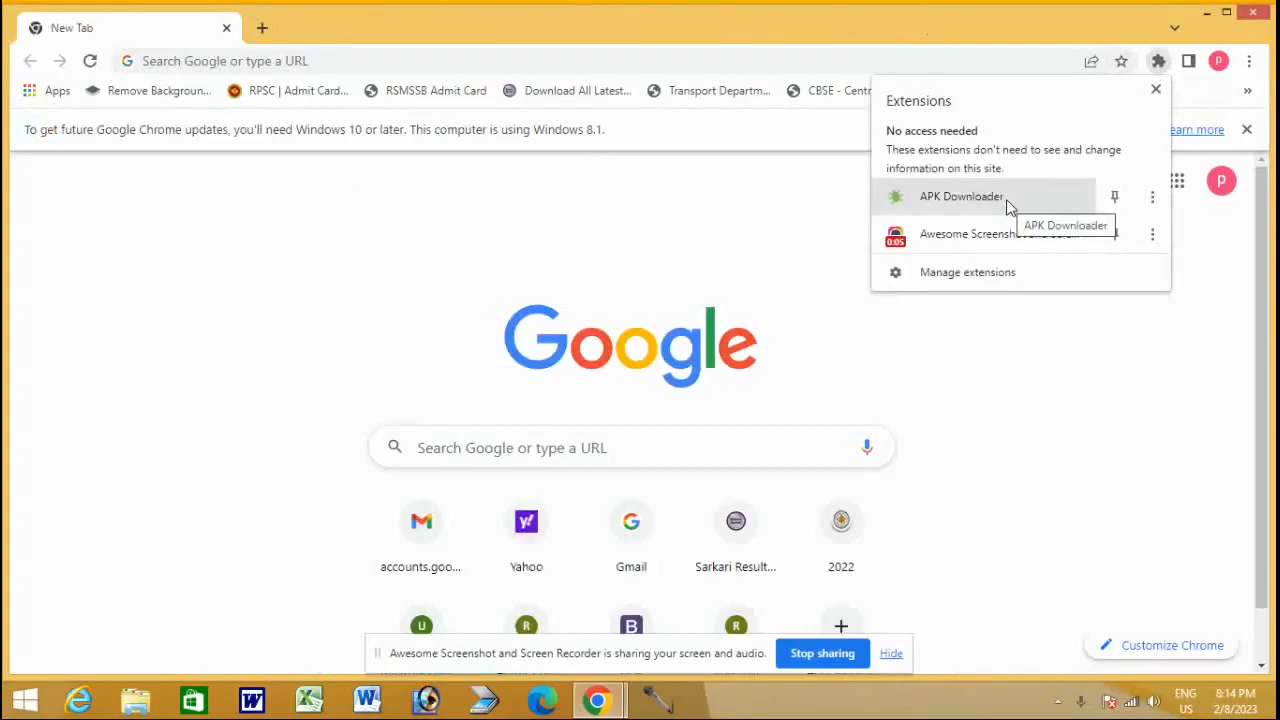 New Tab
Search Google or type a URL
P
Apps
Remove Backgroun...
RPSC | Admit Card...
RSMSSB Admit Card
Download All Latest...
Transport Departm...
CBSE - Centr
»
To get future Google Chrome updates, you'll need Windows 10 or later. This computer is using Windows 8.1.
earn more
Extensions
No access needed
These extensions don't need to see and change
information on this site.
APK Downloader
APK Downloader
0:05
Awesome Screensh
Manage extensions
P
Google
Search Google or type a URL
accounts.goo...
Yahoo
Gmail
Sarkari Result...
2022
U
R
B
R
Awesome Screenshot and Screen Recorder is sharing your screen and audio.
Stop sharing
Hide
Customize Chrome
ENG
US
8:14 PM
2/8/2023